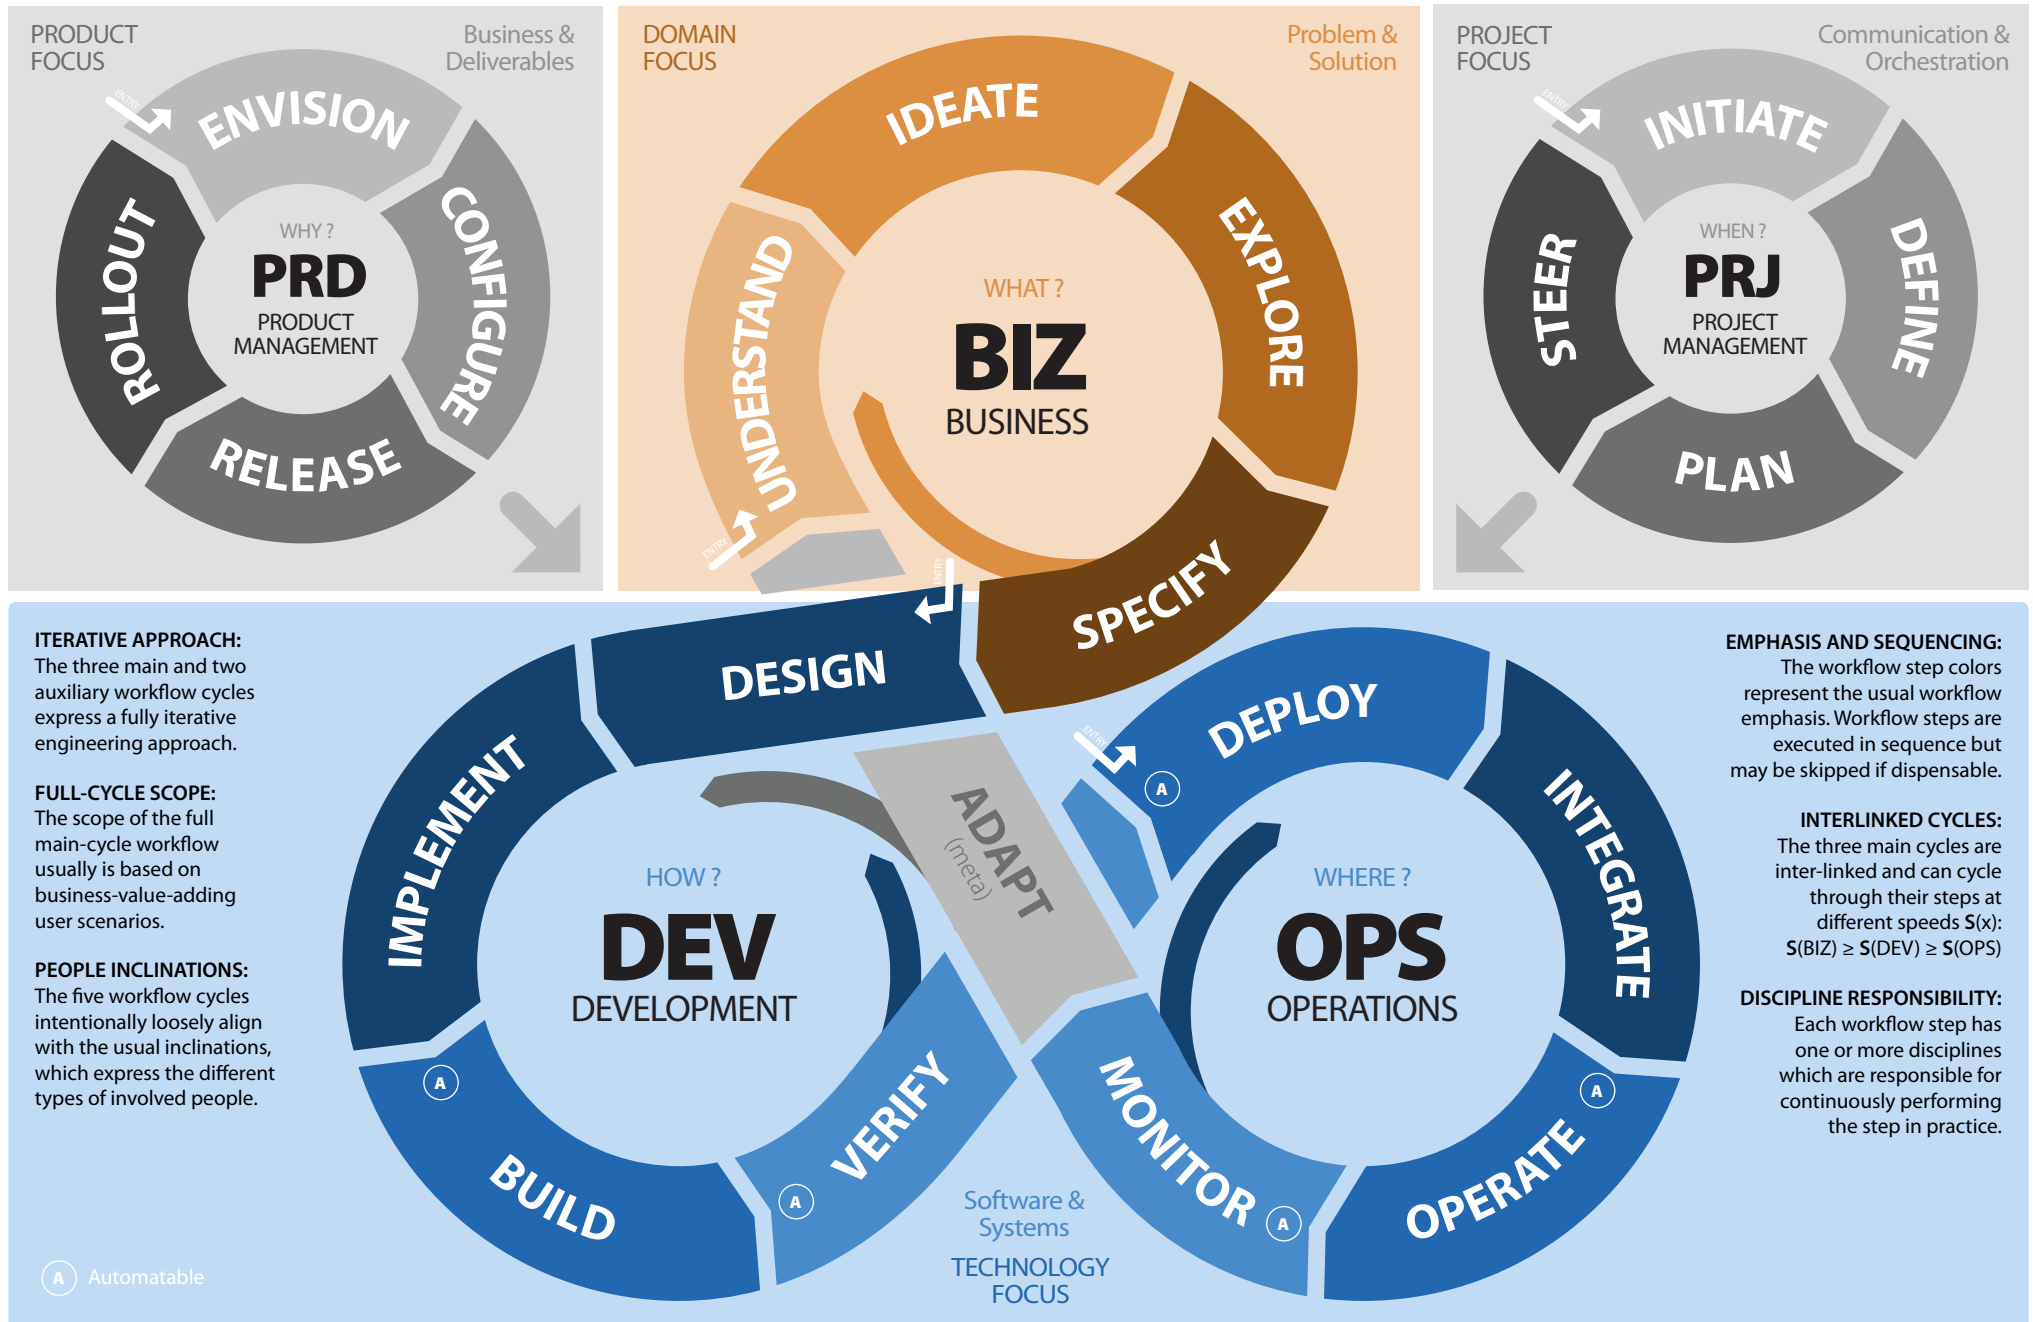 PRODUCT
FOCUS
Business &
Deliverables
ENTRY
ENVISION
CONFIGURE
RELEASE
ROLLOUT
WHY ?
PRD
PRODUCT
MANAGEMENT
DOMAIN
FOCUS
Problem &
Solution
ENTRY
UNDERSTAND
IDEATE
EXPLORE
SPECIFY
WHAT ?
BIZ
BUSINESS
PROJECT
FOCUS
Communication &
Orchestration
ENTRY
INITIATE
DEFINE
PLAN
STEER
WHEN ?
PRJ
PROJECT
MANAGEMENT
ITERATIVE APPROACH:
The three main and two
auxiliary workflow cycles
express a fully iterative
engineering approach.
FULL-CYCLE SCOPE:
The scope of the full
main-cycle workflow
usually is based on
business-value-adding
user scenarios.
PEOPLE INCLINATIONS:
The five workflow cycles
intentionally loosely align
with the usual inclinations,
which express the different
types of involved people.
A Automatable
ENTRY
DESIGN
IMPLEMENT
A
BUILD
A
VERIFY
HOW ?
DEV
DEVELOPMENT
ADAPT
(meta)
ENTRY
A
DEPLOY
INTEGRATE
A
OPERATE
A
MONITOR
WHERE ?
OPS
OPERATIONS
Software &
Systems
TECHNOLOGY
FOCUS
EMPHASIS AND SEQUENCING:
The workflow step colors
represent the usual workflow
emphasis. Workflow steps are
executed in sequence but
may be skipped if dispensable.
INTERLINKED CYCLES:
The three main cycles are
inter-linked and can cycle
through their steps at
different speeds S(x):
S(BIZ) ≥ S(DEV) ≥ S(OPS)
DISCIPLINE RESPONSIBILITY:
Each workflow step has
one or more disciplines
which are responsible for
continuously performing
the step in practice.